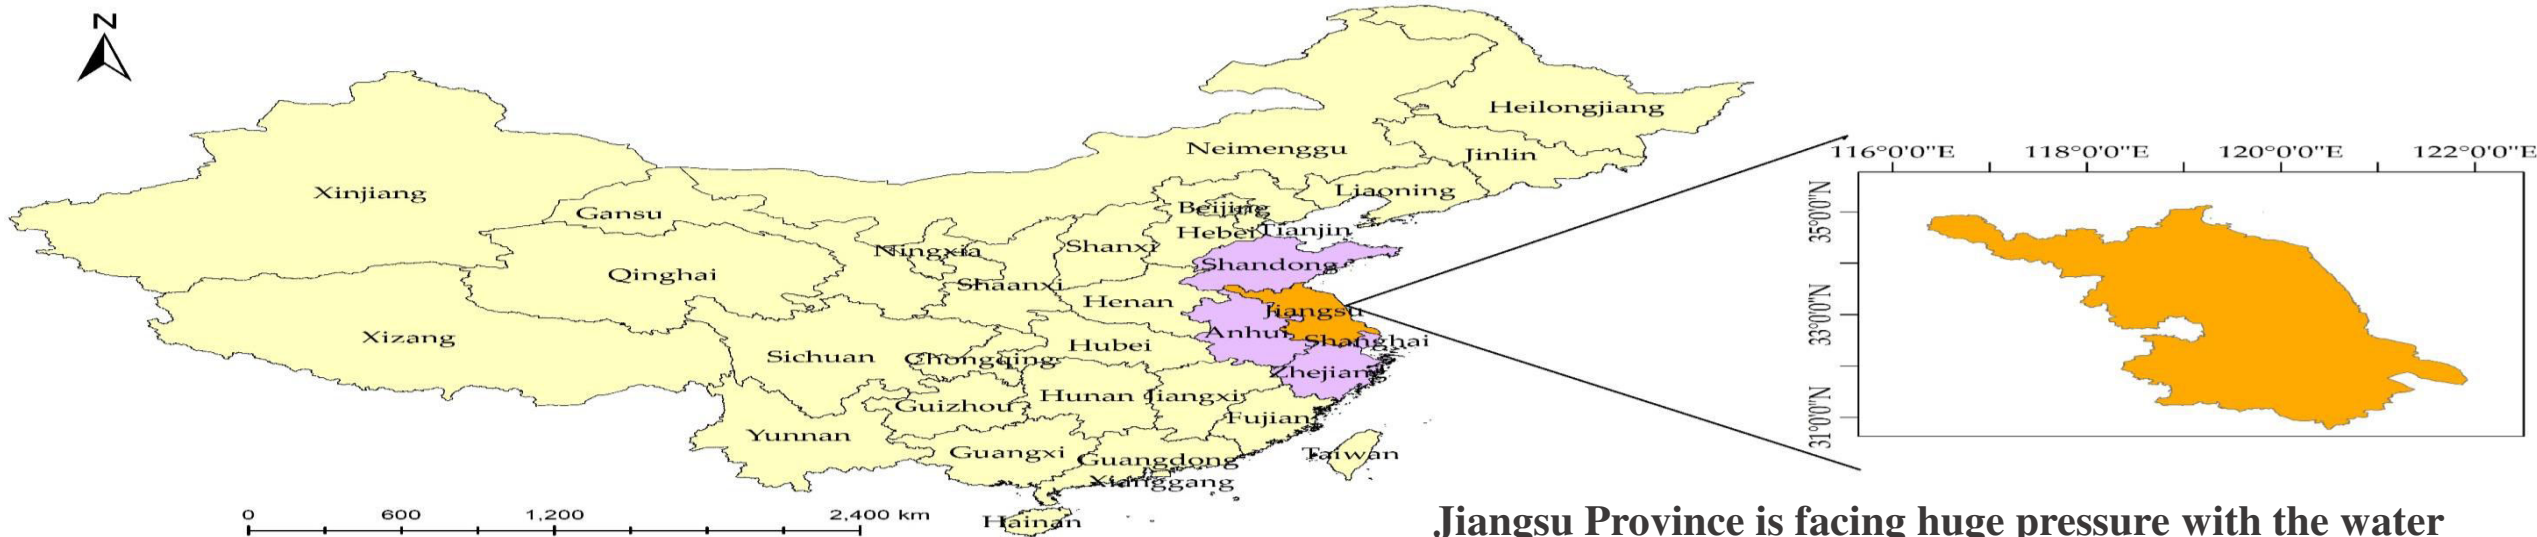 N
Heilongjiang
Neimenggu
Jinlin
Xinjiang
Liaoning
Gansu
Beijing
Hebei
Tianjin
Shanxi
Ningxia
Shandong
Qinghai
Shaanxi
Henan
Jiangsu
Xizang
Anhui
Shanghai
Hubei
Sichuan
Chongqing
Zhejiang
Hunan
Jiangxi
Guizhou
Fujian
Yunnan
Guangxi
Guangdong
Taiwan
Xianggang
Hainan
0 600 1,200 2,400 km
116°0'0"E 118°0'0"E 120°0'0"E 122°0'0"E
35°0'0"N
33°0'0"N
31°0'0"N
Jiangsu Province is facing huge pressure with the water